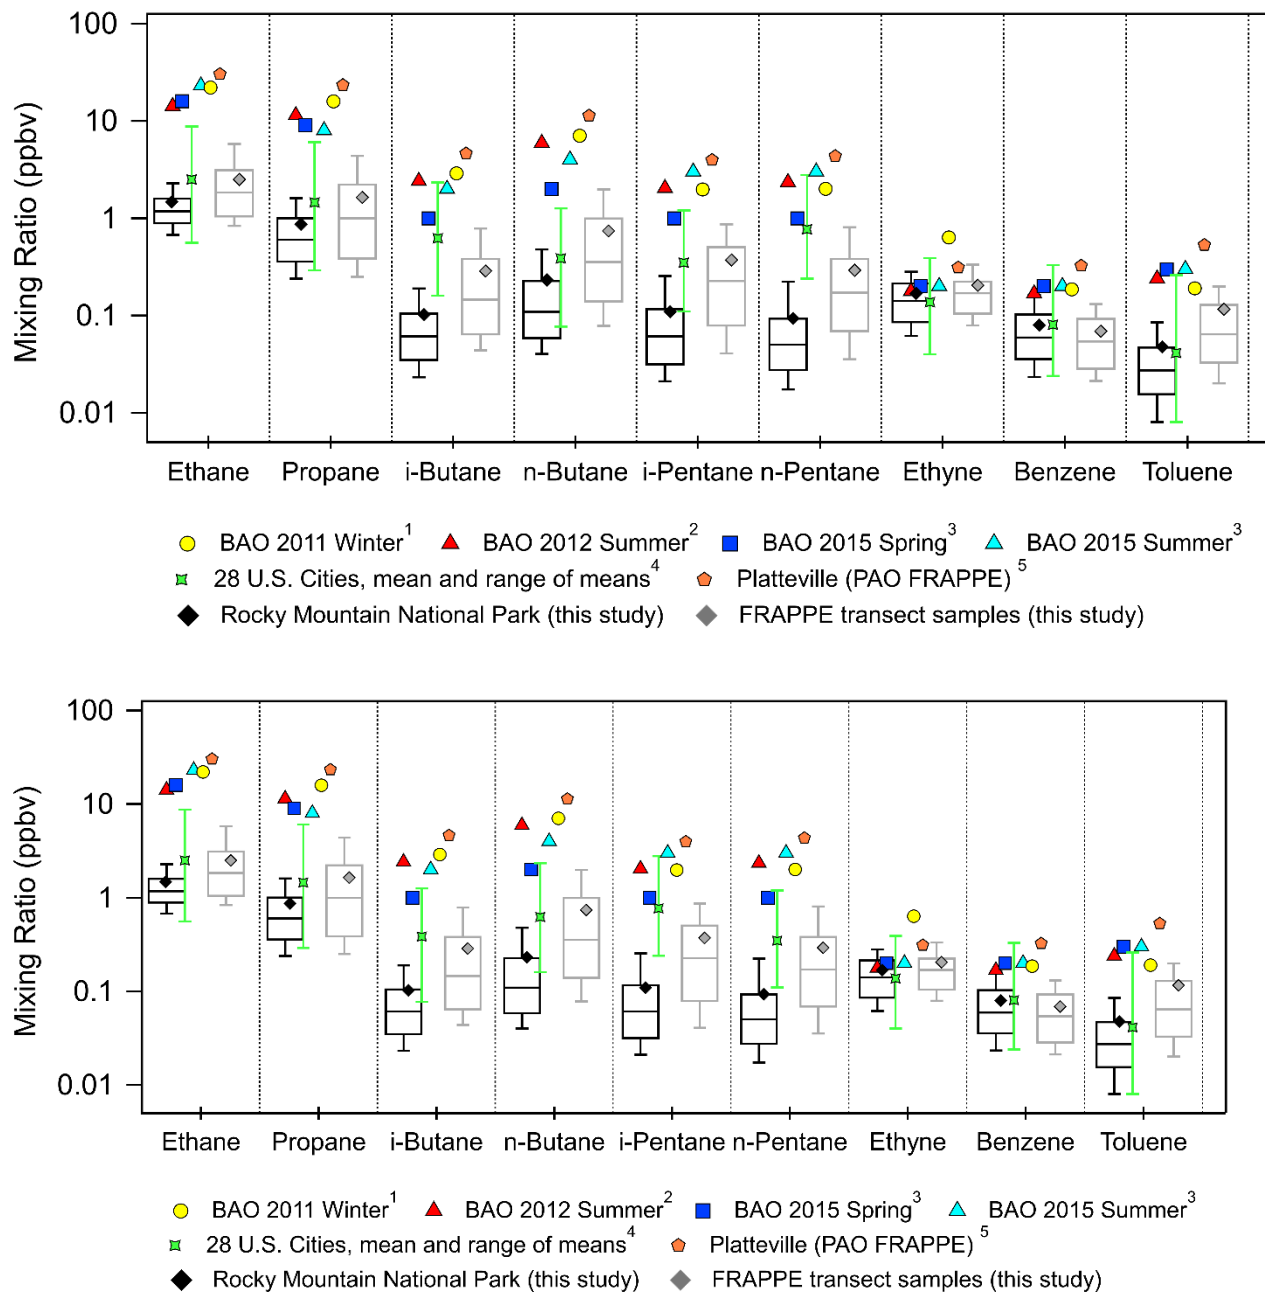 100
10
1
0.1
0.01
Mixing Ratio (ppbv)
Ethane Propane i-Butane n-Butane i-Pentane n-Pentane Ethyne Benzene Toluene
BAO 2011 Winter1 BAO 2012 Summer2 BAO 2015 Spring3 BAO 2015 Summer3
28 U.S. Cities, mean and range of means4 Platteville (PAO FRAPPE) 5
Rocky Mountain National Park (this study) FRAPPE transect samples (this study)
100
10
1
0.1
0.01
Mixing Ratio (ppbv)
Ethane Propane i-Butane n-Butane i-Pentane n-Pentane Ethyne Benzene Toluene
BAO 2011 Winter1 BAO 2012 Summer2 BAO 2015 Spring3 BAO 2015 Summer3
28 U.S. Cities, mean and range of means4 Platteville (PAO FRAPPE) 5
Rocky Mountain National Park (this study) FRAPPE transect samples (this study)